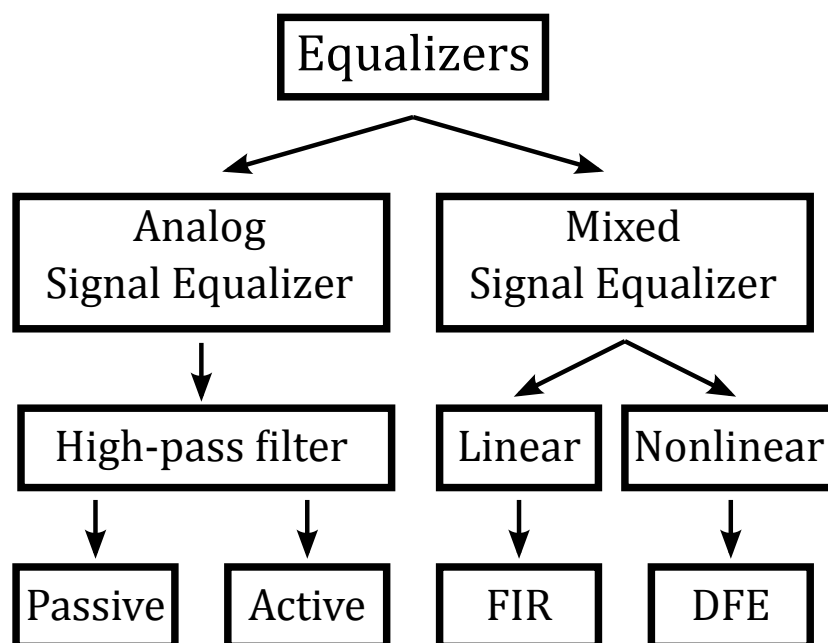 Equalizers
Analog
Signal Equalizer
Mixed
Signal Equalizer
High-pass filter
Linear
Nonlinear
Passive
Active
FIR
DFE